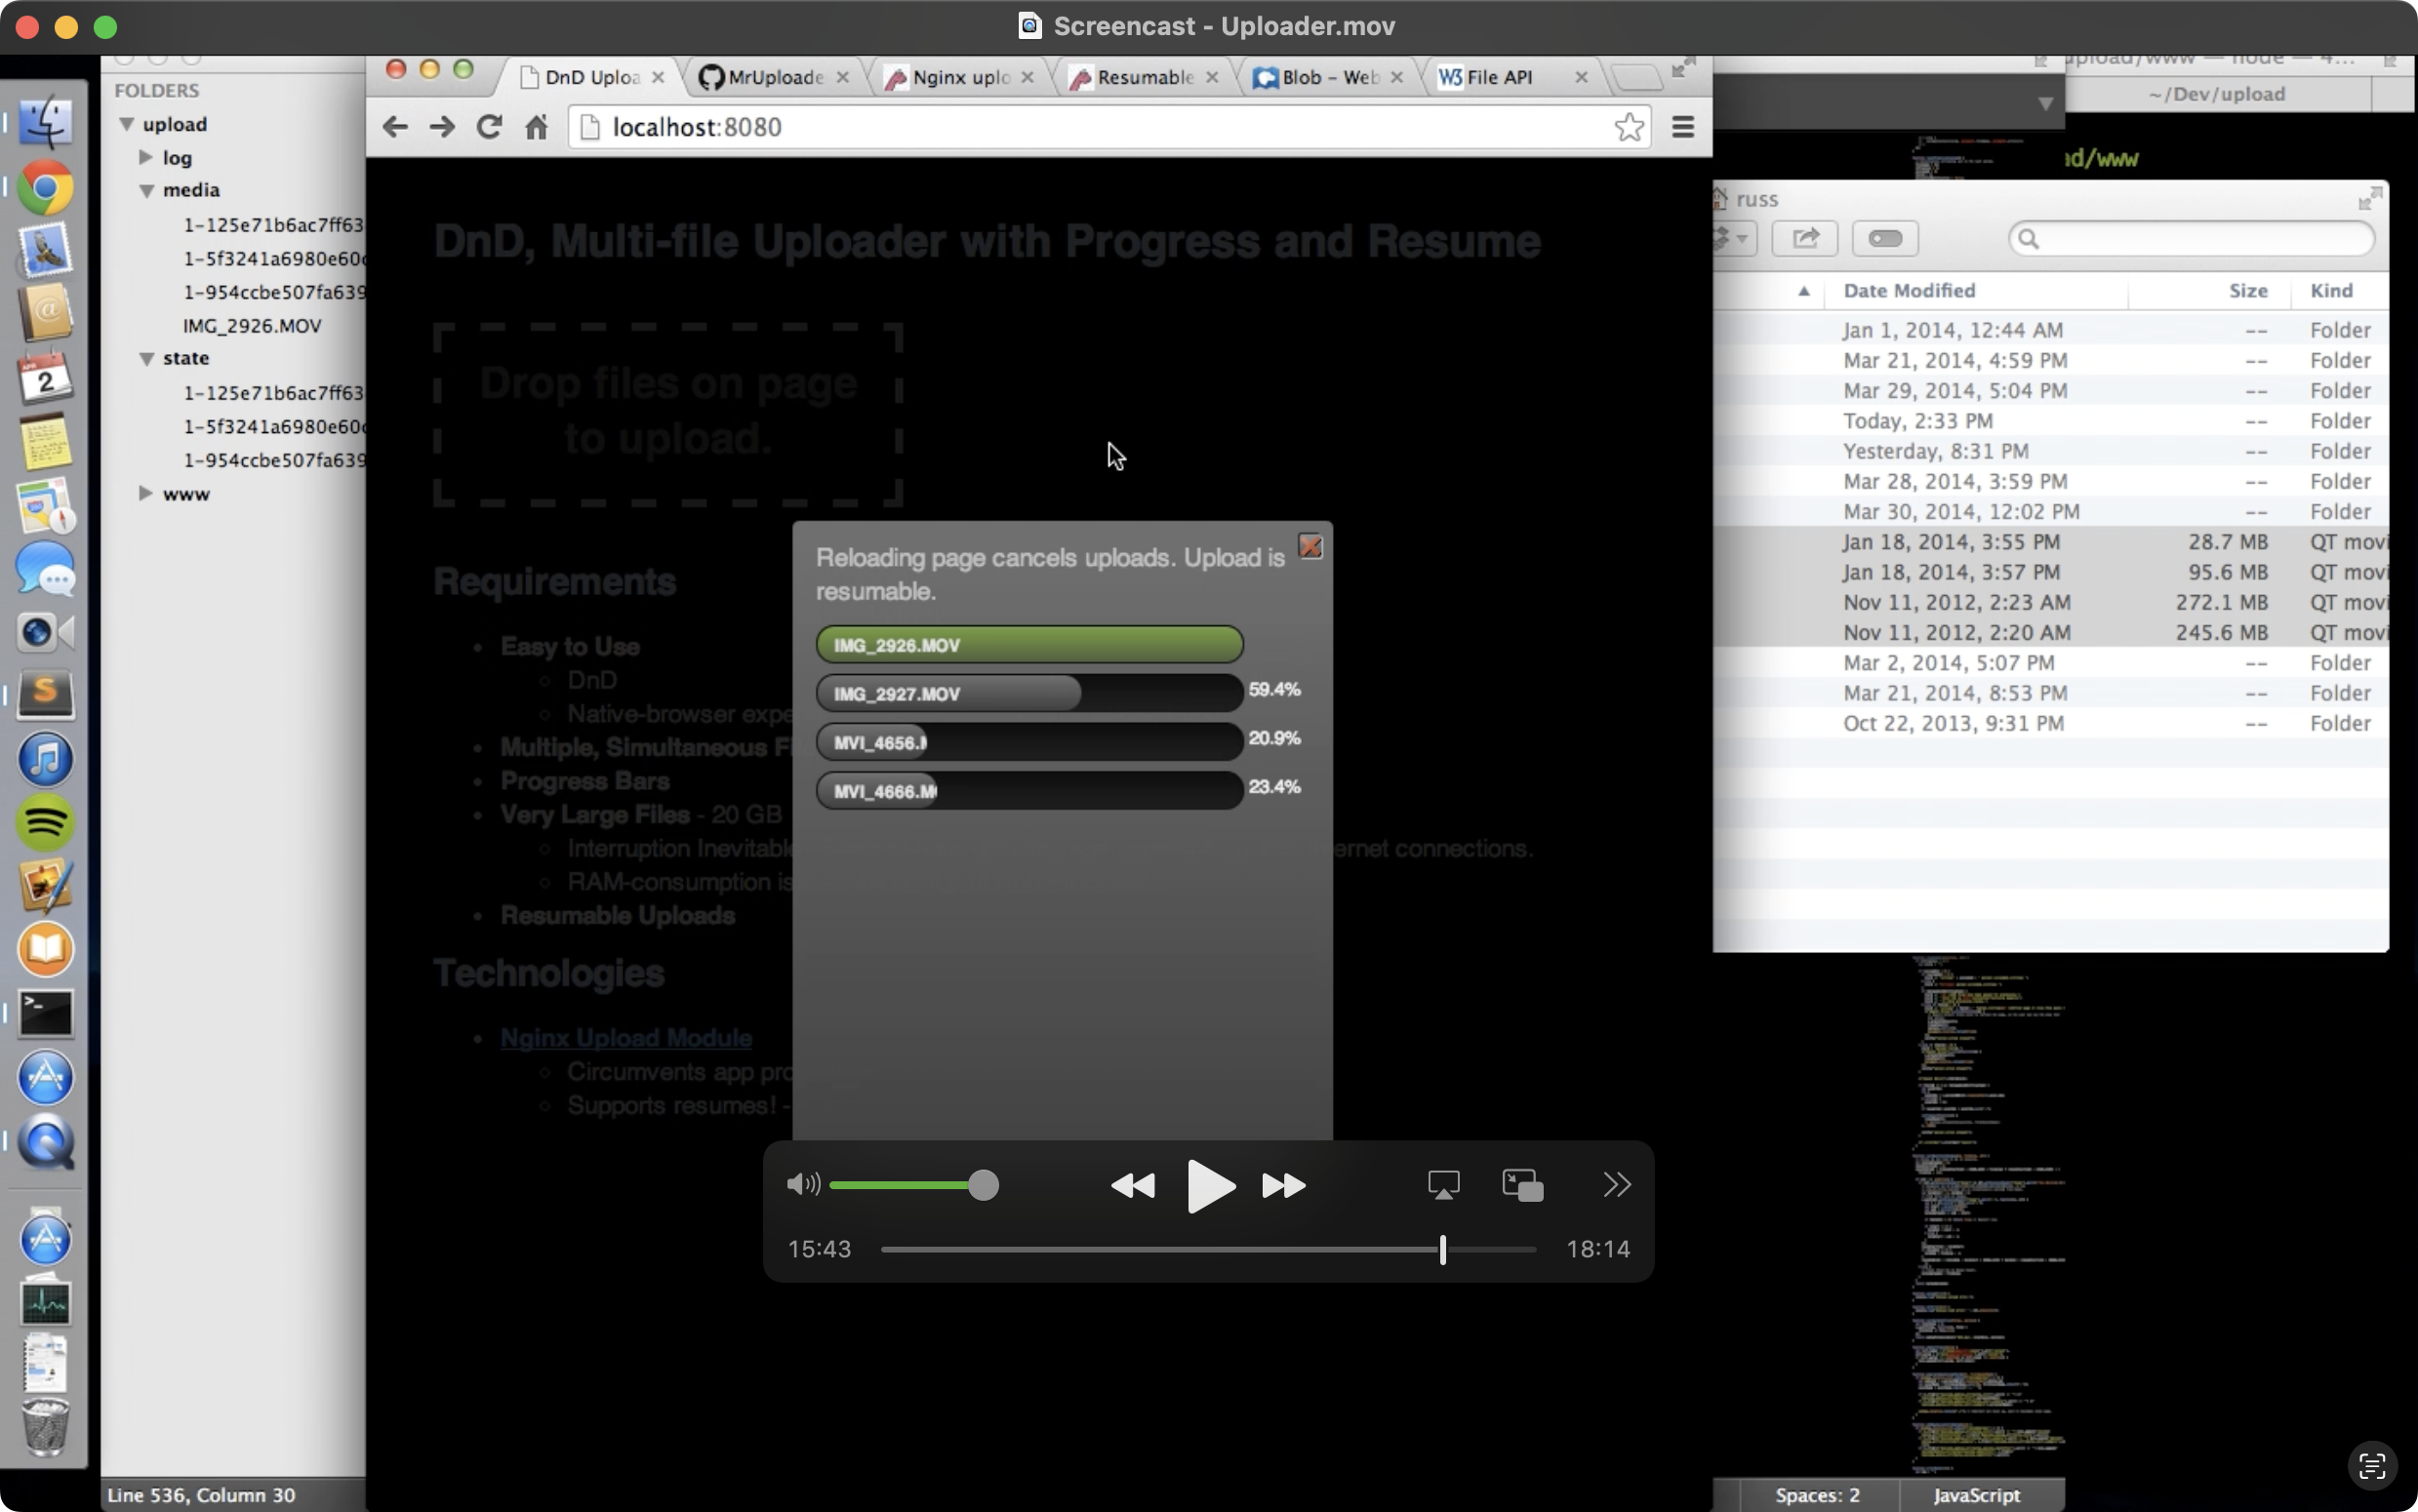 Screencast - Uploader.mov
FOLDERS
upload
log
media
1-125e71b6ac7ff63
1-5f3241a6980e60
1-954ccbe507fa639
IMG_2926.MOV
state
1-125e71b6ac7ff63
1-5f3241a6980e60
1-954ccbe507fa639
www
Line 536, Column 30
DnD Uploa
MrUploade
Nginx uplo
Resumable
Blob - Web
W3 File API
localhost:8080
DnD, Multi-file Uploader with Progress and Resume
Drop files on page
to upload.
Requirements
Easy to Use
DnD
Native-browser expe
Multiple, Simultaneous F
Progress Bars
Very Large Files - 20 GB
Interruption Inevitable
ernet connections.
RAM-consumption is
Resumable Uploads
Technologies
Nginx Upload Module
Circumvents app pro
Supports resumes! -
Reloading page cancels uploads. Upload is
resumable.
IMG_2926.MOV
IMG_2927.MOV 59.4%
MVI_4656.M 20.9%
MVI_4666.MO 23.4%
15:43
18:14
upload/www — node — 4...
~/Dev/upload
ad/www
russ
Date Modified Size Kind
Jan 1, 2014, 12:44 AM -- Folder
Mar 21, 2014, 4:59 PM -- Folder
Mar 29, 2014, 5:04 PM -- Folder
Today, 2:33 PM -- Folder
Yesterday, 8:31 PM -- Folder
Mar 28, 2014, 3:59 PM -- Folder
Mar 30, 2014, 12:02 PM -- Folder
Jan 18, 2014, 3:55 PM 28.7 MB QT movi
Jan 18, 2014, 3:57 PM 95.6 MB QT movi
Nov 11, 2012, 2:23 AM 272.1 MB QT movi
Nov 11, 2012, 2:20 AM 245.6 MB QT movi
Mar 2, 2014, 5:07 PM -- Folder
Mar 21, 2014, 8:53 PM -- Folder
Oct 22, 2013, 9:31 PM -- Folder
Spaces: 2
JavaScript
APR
2